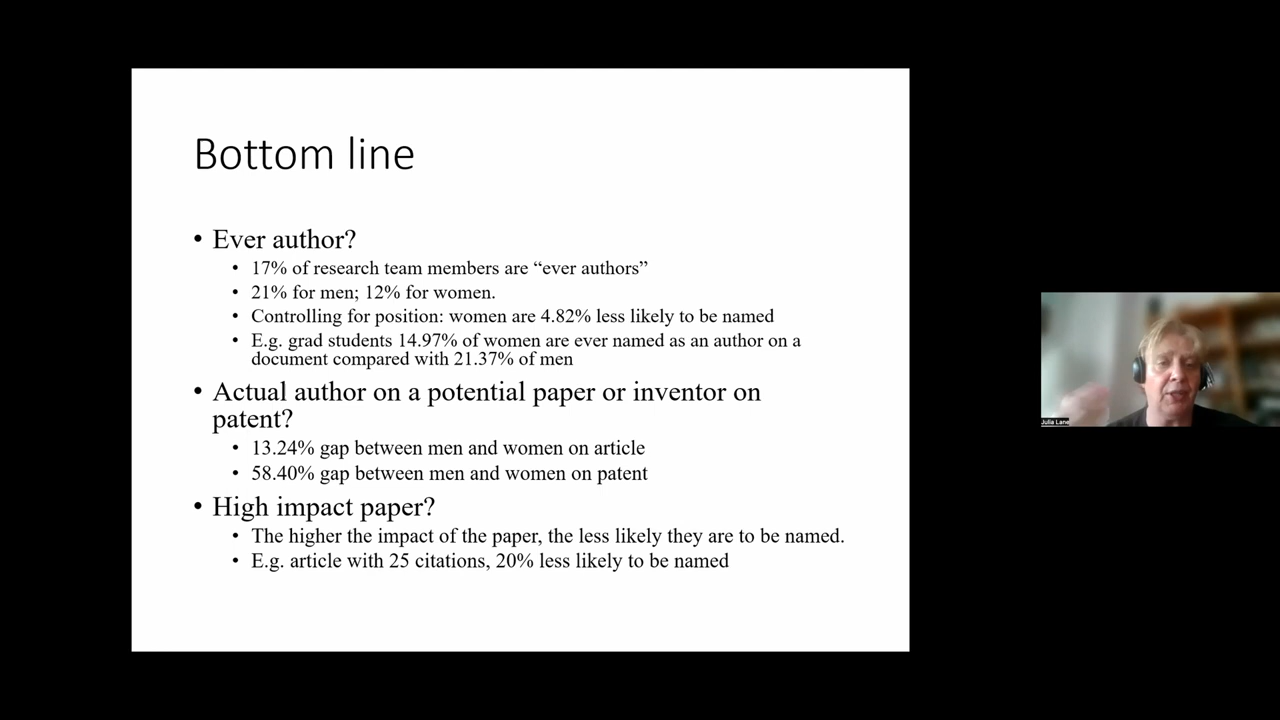 Bottom line
• Ever author?
• 17% of research team members are “ever authors”
• 21% for men; 12% for women.
• Controlling for position: women are 4.82% less likely to be named
• E.g. grad students 14.97% of women are ever named as an author on a
document compared with 21.37% of men
• Actual author on a potential paper or inventor on
patent?
• 13.24% gap between men and women on article
• 58.40% gap between men and women on patent
• High impact paper?
• The higher the impact of the paper, the less likely they are to be named.
• E.g. article with 25 citations, 20% less likely to be named
Julia Lane